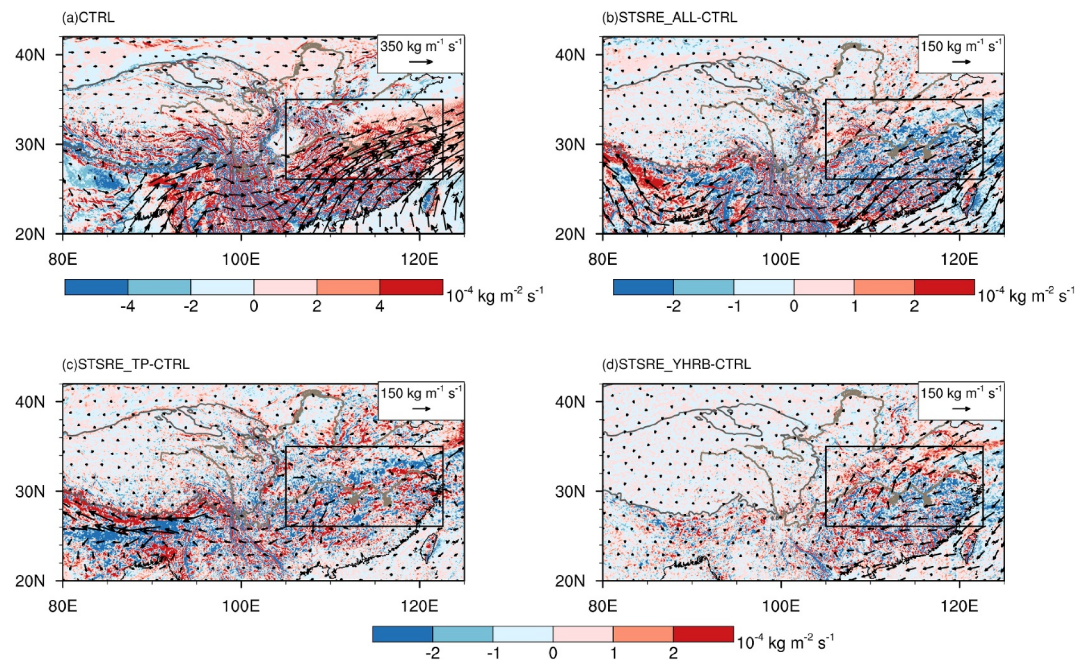 (a)CTRL
(b)STSRE_ALL-CTRL
350 kg m⁻¹ s⁻¹
150 kg m⁻¹ s⁻¹
40N
30N
20N
80E 100E 120E
40N
30N
20N
80E 100E 120E
-4 -2 0 2 4
10⁻⁴ kg m⁻² s⁻¹
-2 -1 0 1 2
10⁻⁴ kg m⁻² s⁻¹
(c)STSRE_TP-CTRL
(d)STSRE_YHRB-CTRL
150 kg m⁻¹ s⁻¹
150 kg m⁻¹ s⁻¹
40N
30N
20N
80E 100E 120E
40N
30N
20N
80E 100E 120E
-2 -1 0 1 2
10⁻⁴ kg m⁻² s⁻¹